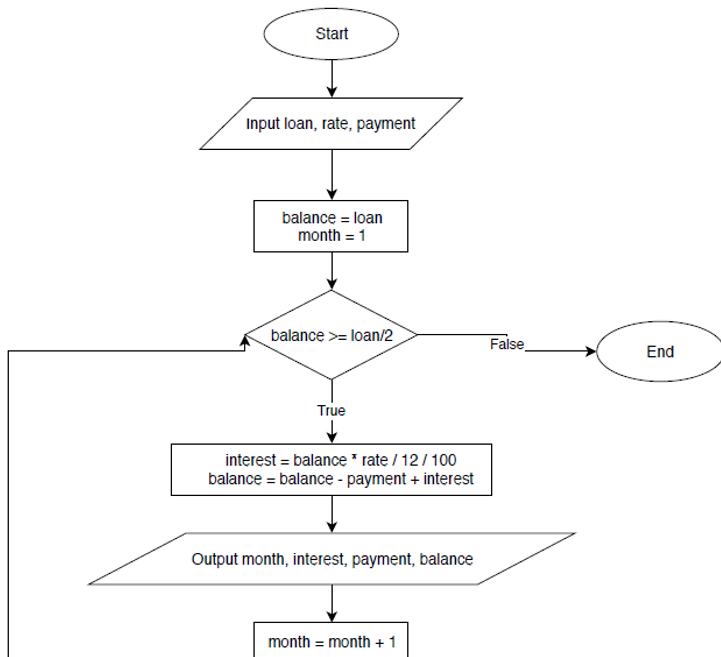 Start
Input loan, rate, payment
balance = loan
month = 1
balance >= loan/2
False
End
True
interest = balance * rate / 12 / 100
balance = balance - payment + interest
Output month, interest, payment, balance
month = month + 1